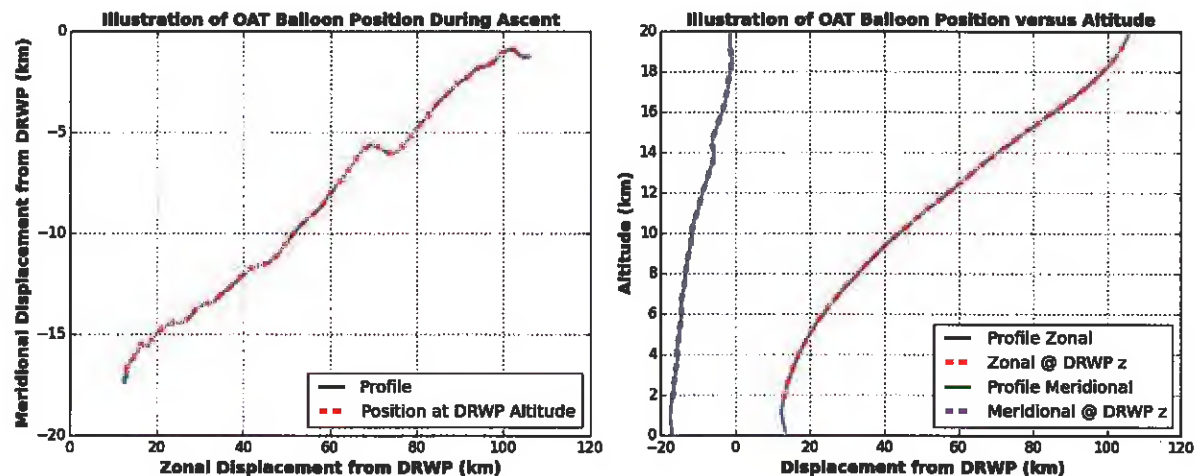 Illustration of OAT Balloon Position During Ascent
Meridional Displacement from DRWP (km)
0
−5
−10
−15
−20
0 20 40 60 80 100 120
Zonal Displacement from DRWP (km)
Profile
Position at DRWP Altitude
Illustration of OAT Balloon Position versus Altitude
Altitude (km)
20
18
16
14
12
10
8
6
4
2
0
−20 0 20 40 60 80 100 120
Displacement from DRWP (km)
Profile Zonal
Zonal @ DRWP z
Profile Meridional
Meridional @ DRWP z